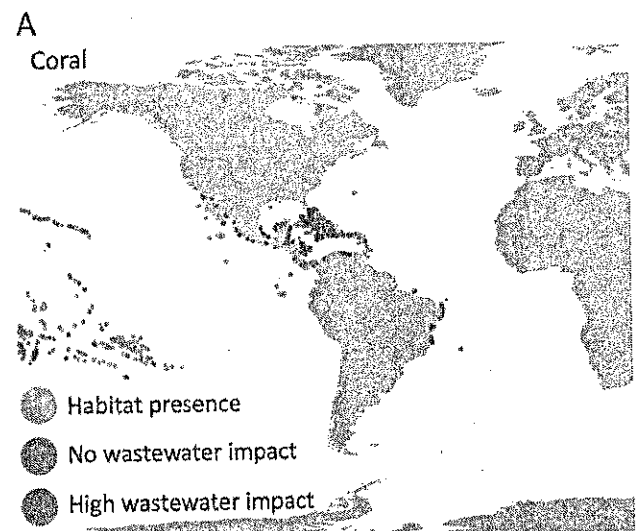 A
Coral
Habitat presence
No wastewater impact
High wastewater impact